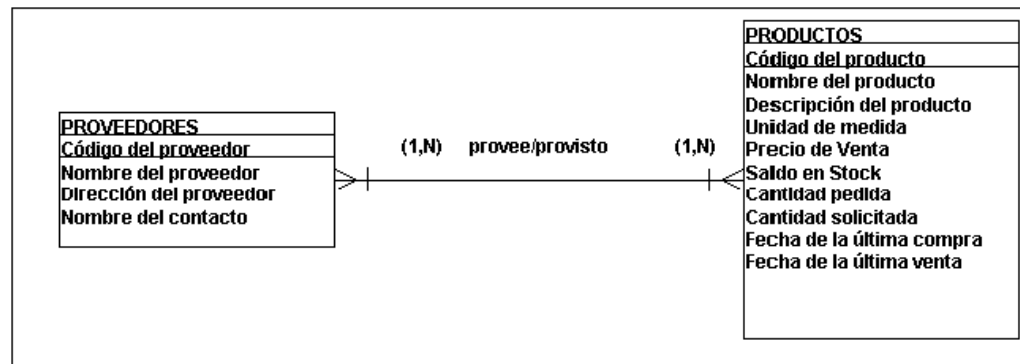 PROVEEDORES
Código del proveedor
Nombre del proveedor
Dirección del proveedor
Nombre del contacto
(1,N) provee/provisto (1,N)
PRODUCTOS
Código del producto
Nombre del producto
Descripción del producto
Unidad de medida
Precio de Venta
Saldo en Stock
Cantidad pedida
Cantidad solicitada
Fecha de la última compra
Fecha de la última venta